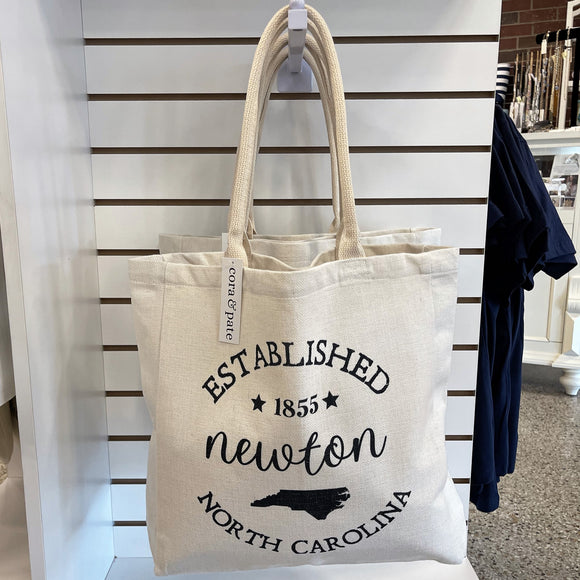 cora & pate
ESTABLISHED
★ 1855 ★
newton
NORTH CAROLINA